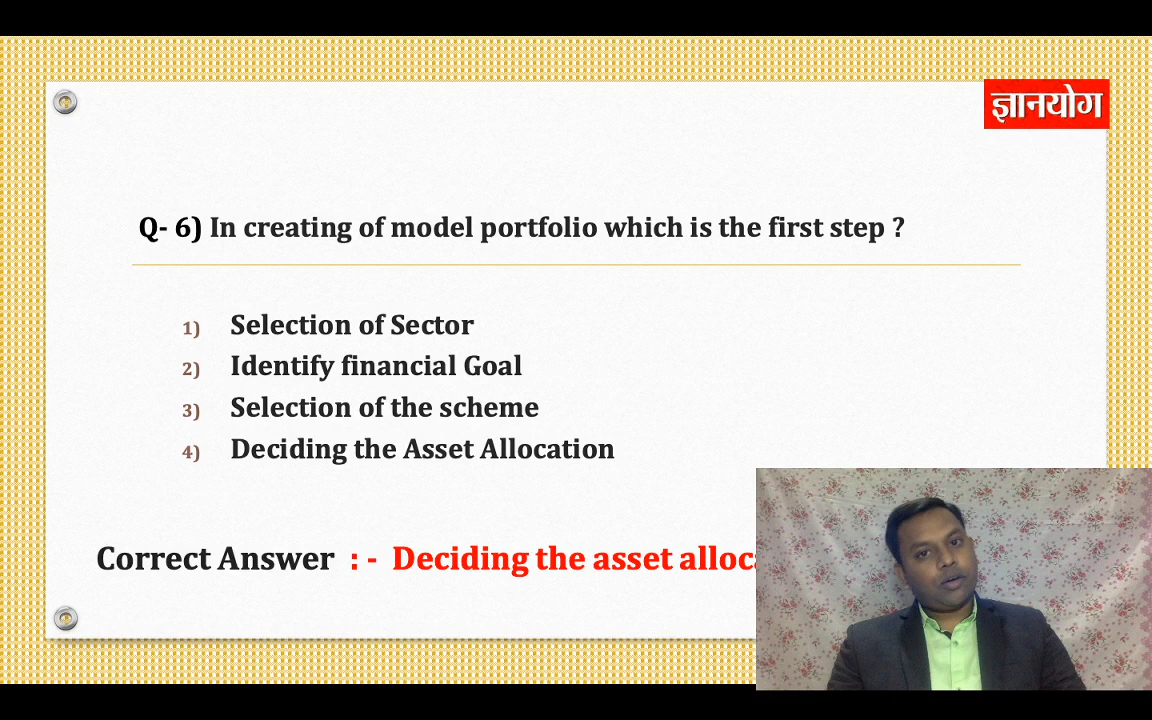 ज्ञानयोग
Q- 6) In creating of model portfolio which is the first step ?
1) Selection of Sector
2) Identify financial Goal
3) Selection of the scheme
4) Deciding the Asset Allocation
Correct Answer : - Deciding the asset